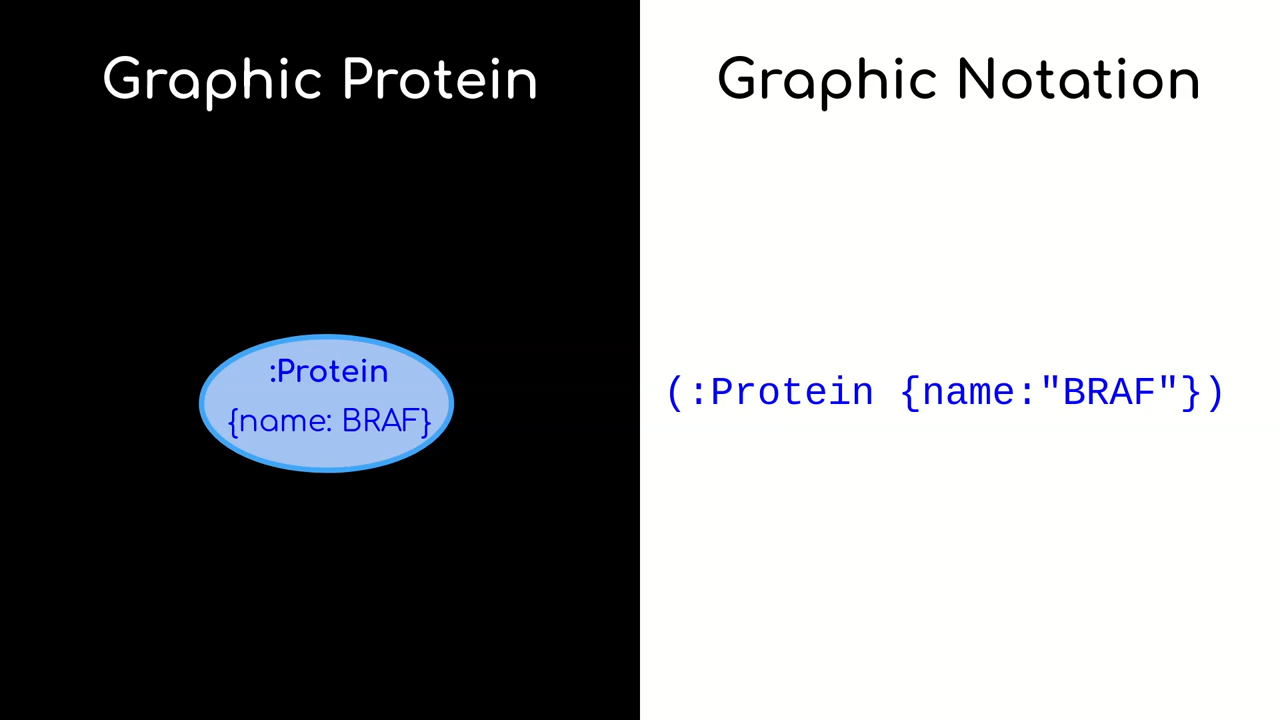 Graphic Protein
:Protein
{name: BRAF}
Graphic Notation
(:Protein {name:"BRAF"})